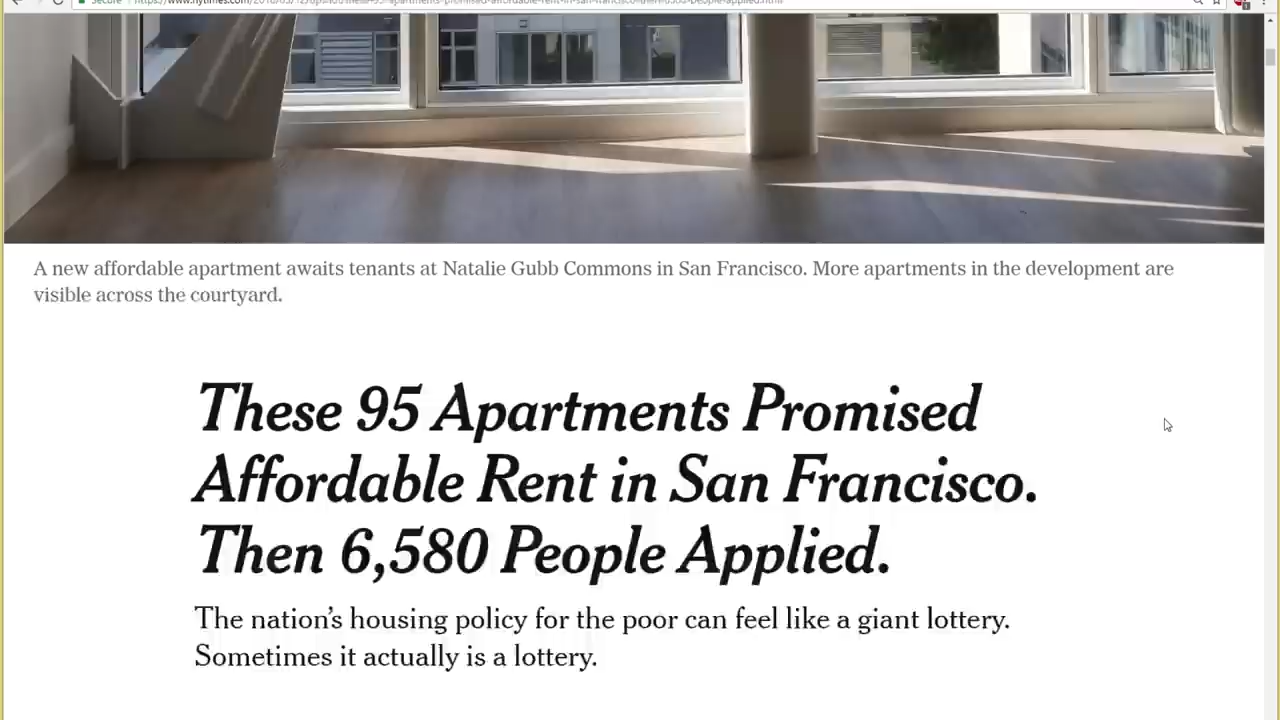 A new affordable apartment awaits tenants at Natalie Gubb Commons in San Francisco. More apartments in the development are
visible across the courtyard.
These 95 Apartments Promised
Affordable Rent in San Francisco.
Then 6,580 People Applied.
The nation's housing policy for the poor can feel like a giant lottery.
Sometimes it actually is a lottery.